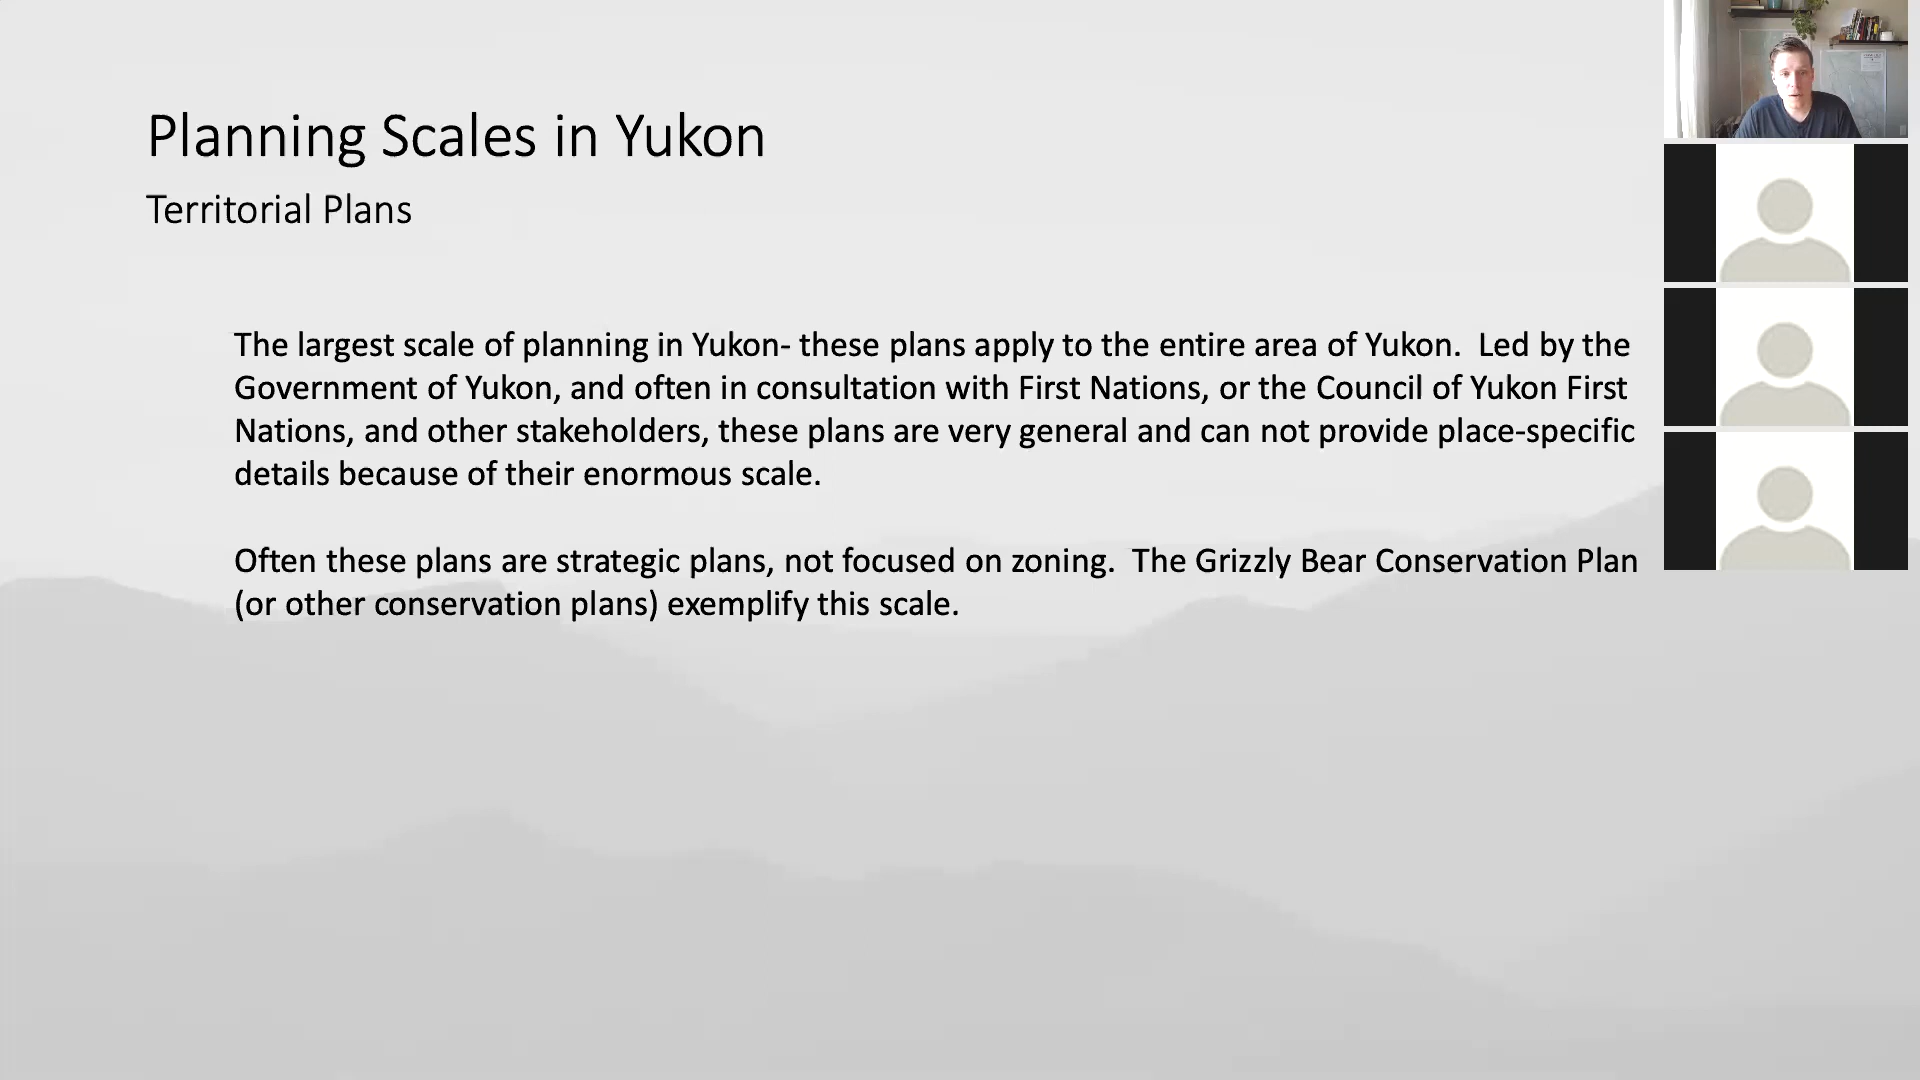 Planning Scales in Yukon
Territorial Plans
The largest scale of planning in Yukon- these plans apply to the entire area of Yukon.  Led by the
Government of Yukon, and often in consultation with First Nations, or the Council of Yukon First
Nations, and other stakeholders, these plans are very general and can not provide place-specific
details because of their enormous scale.
Often these plans are strategic plans, not focused on zoning.  The Grizzly Bear Conservation Plan
(or other conservation plans) exemplify this scale.